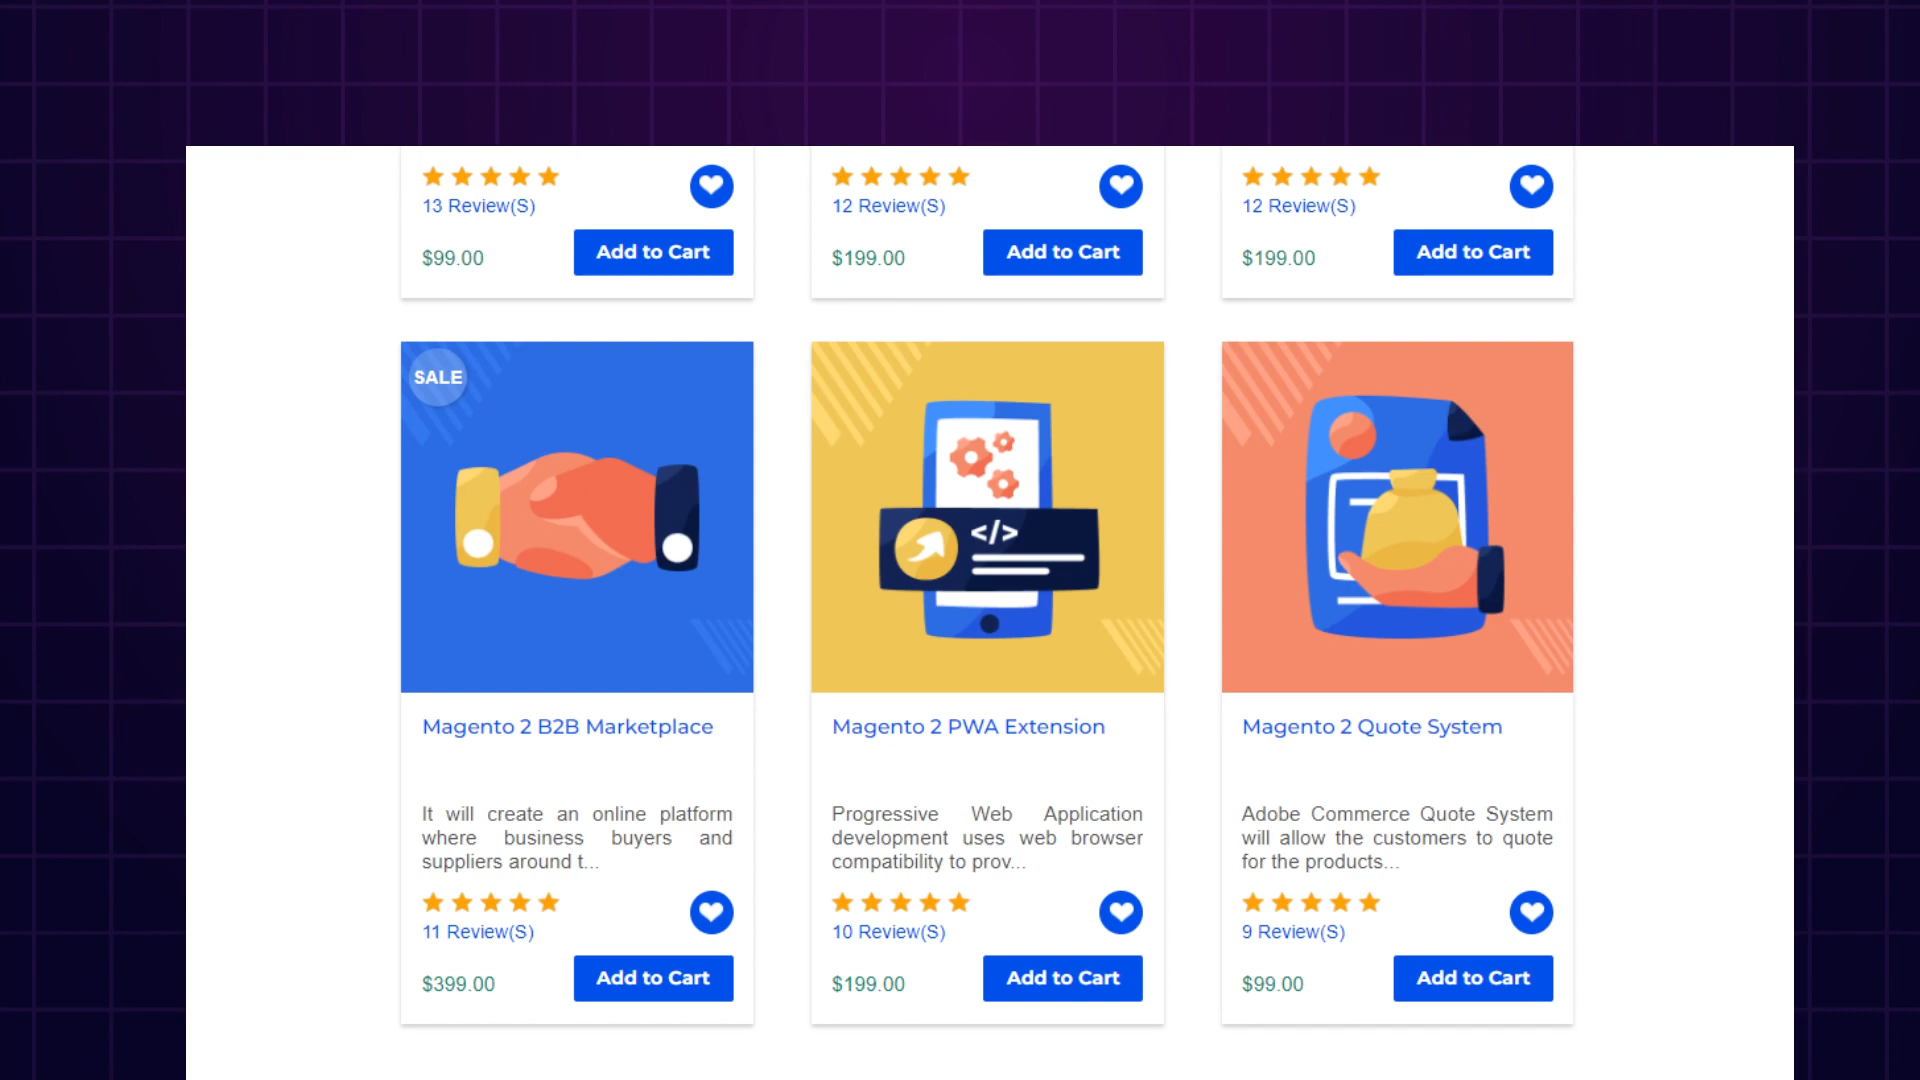 13 Review(S)
$99.00
Add to Cart
12 Review(S)
$199.00
Add to Cart
12 Review(S)
$199.00
Add to Cart
SALE
Magento 2 B2B Marketplace
It will create an online platform
where business buyers and
suppliers around t...
11 Review(S)
$399.00
Add to Cart
</>
Magento 2 PWA Extension
Progressive Web Application
development uses web browser
compatibility to prov...
10 Review(S)
$199.00
Add to Cart
Magento 2 Quote System
Adobe Commerce Quote System
will allow the customers to quote
for the products...
9 Review(S)
$99.00
Add to Cart